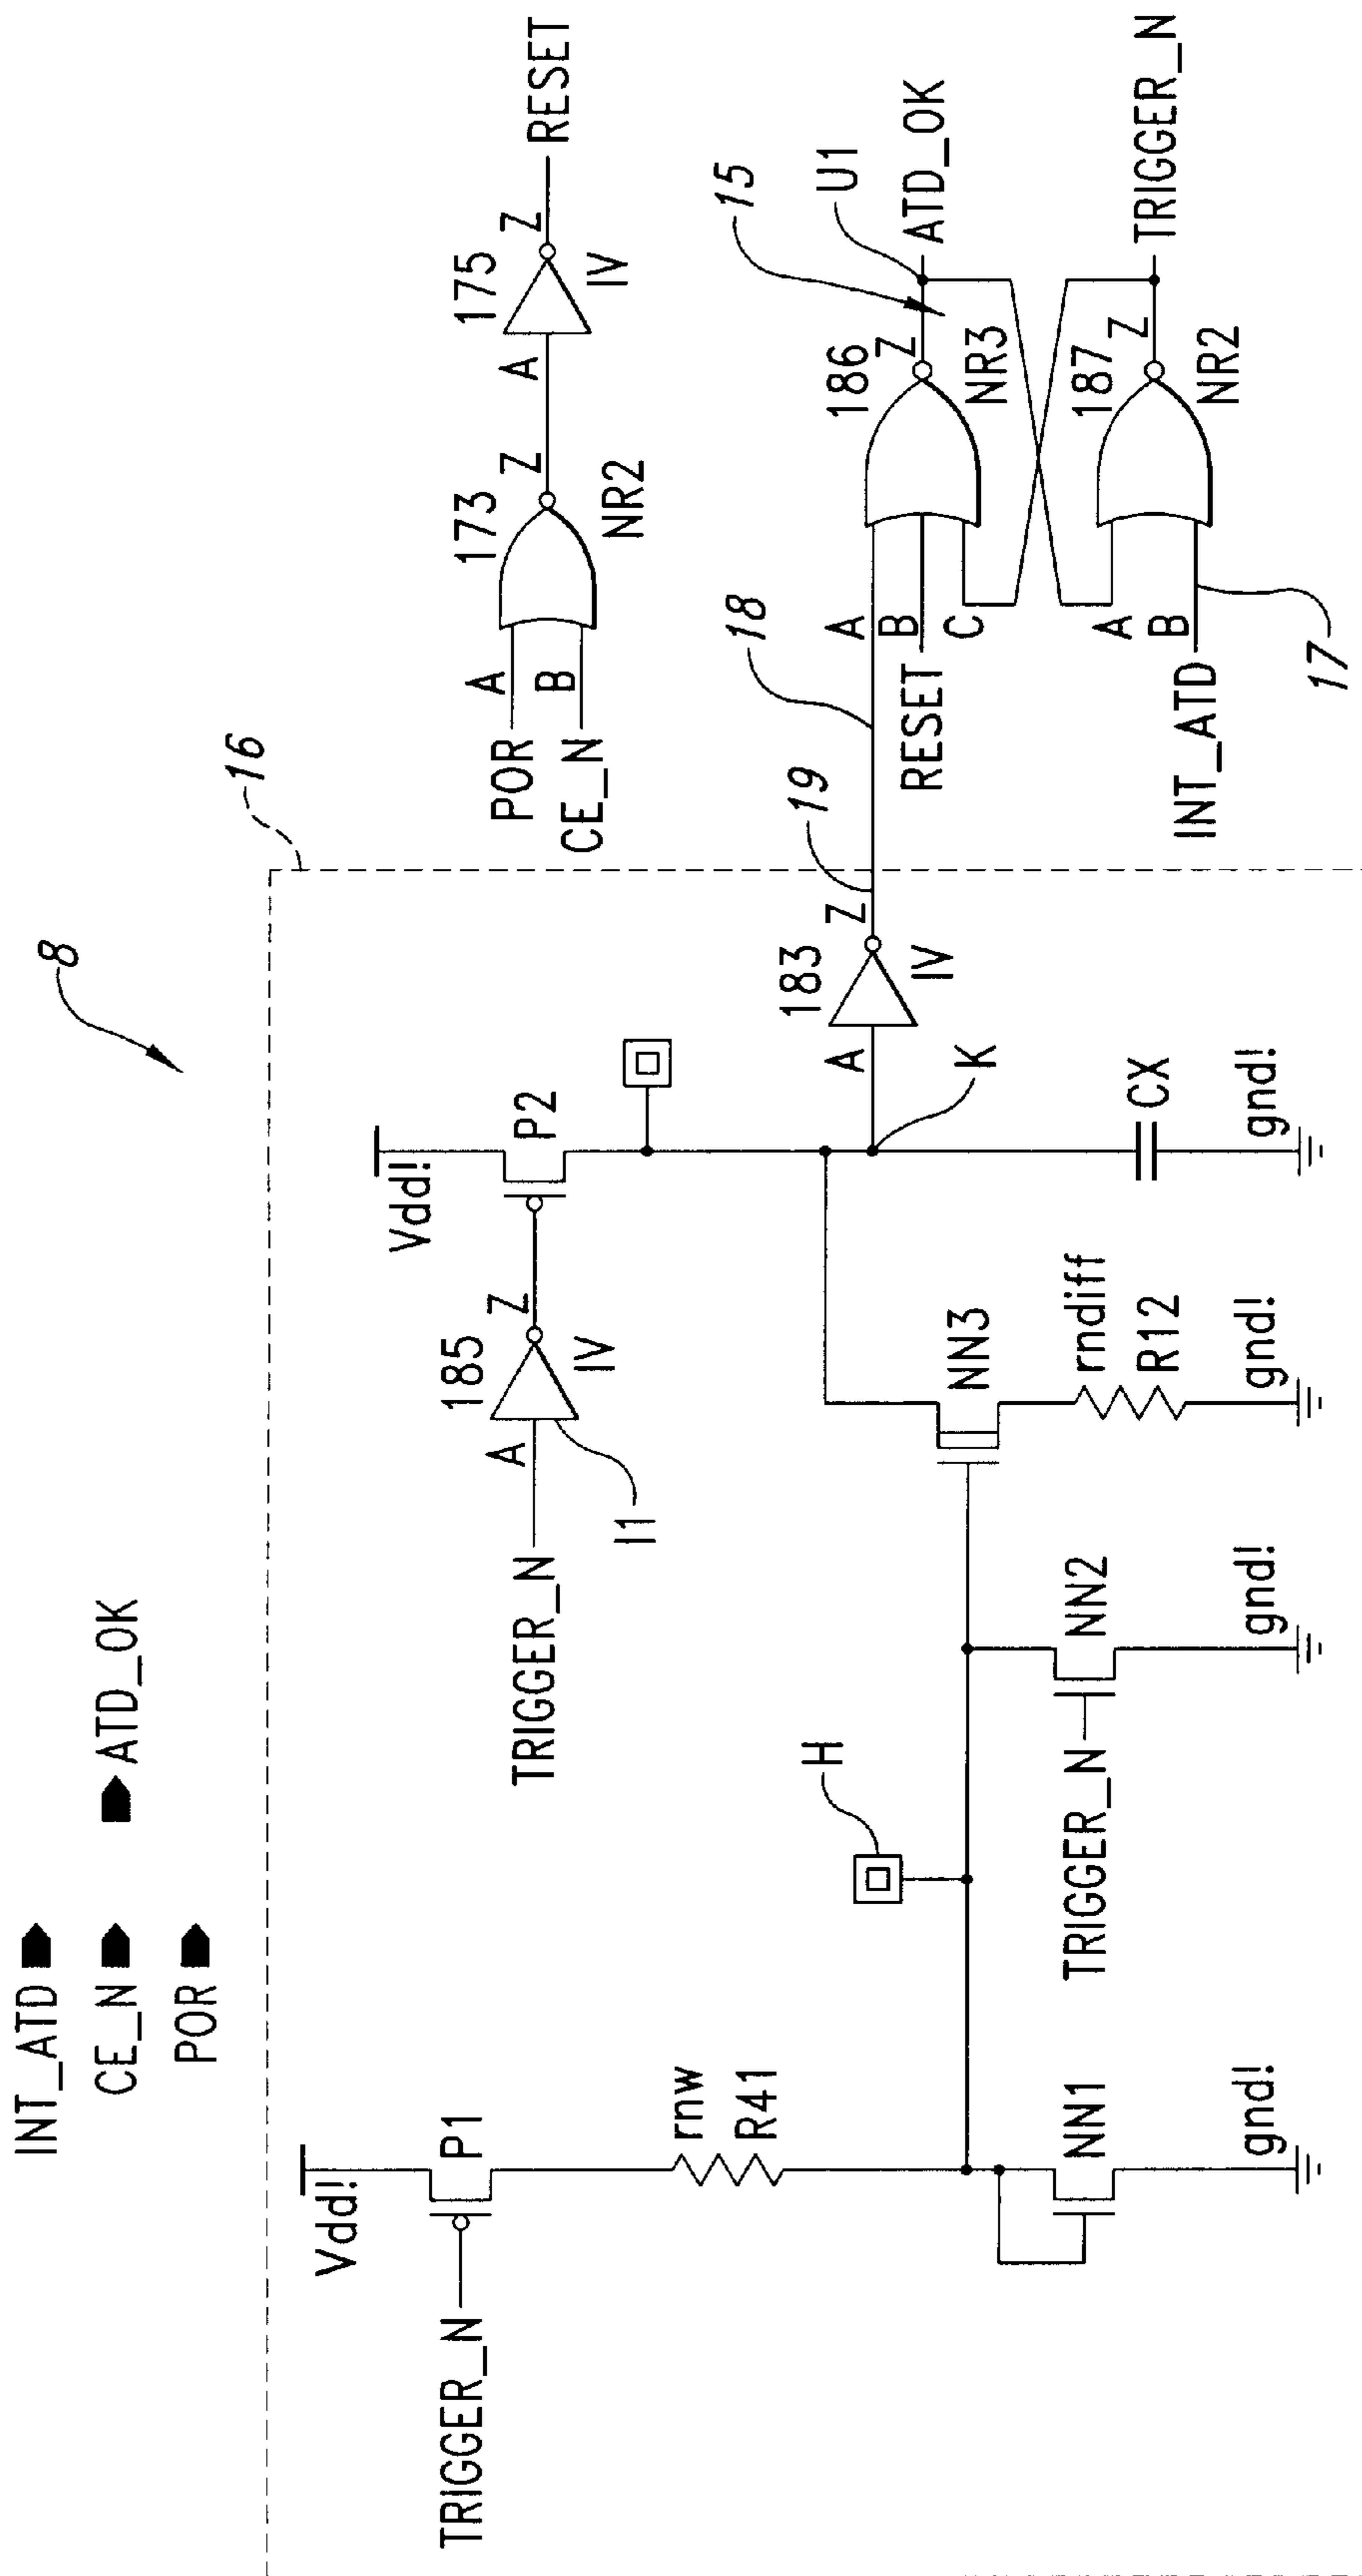 INT_ATD
CE_N
ATD_OK
POR
8
16
Vdd!
P1
TRIGGER_N
rnw
R41
NN1
gnd!
H
TRIGGER_N
NN2
gnd!
TRIGGER_N
A
185
Z
IV
I1
Vdd!
P2
NN3
rndiff
R12
gnd!
K
CX
gnd!
A
183
Z
IV
19
18
POR
A
CE_N
B
173
Z
NR2
A
175
Z
IV
RESET
A
B
C
RESET
186
Z
NR3
15
U1
ATD_OK
A
B
INT_ATD
17
187
Z
NR2
TRIGGER_N